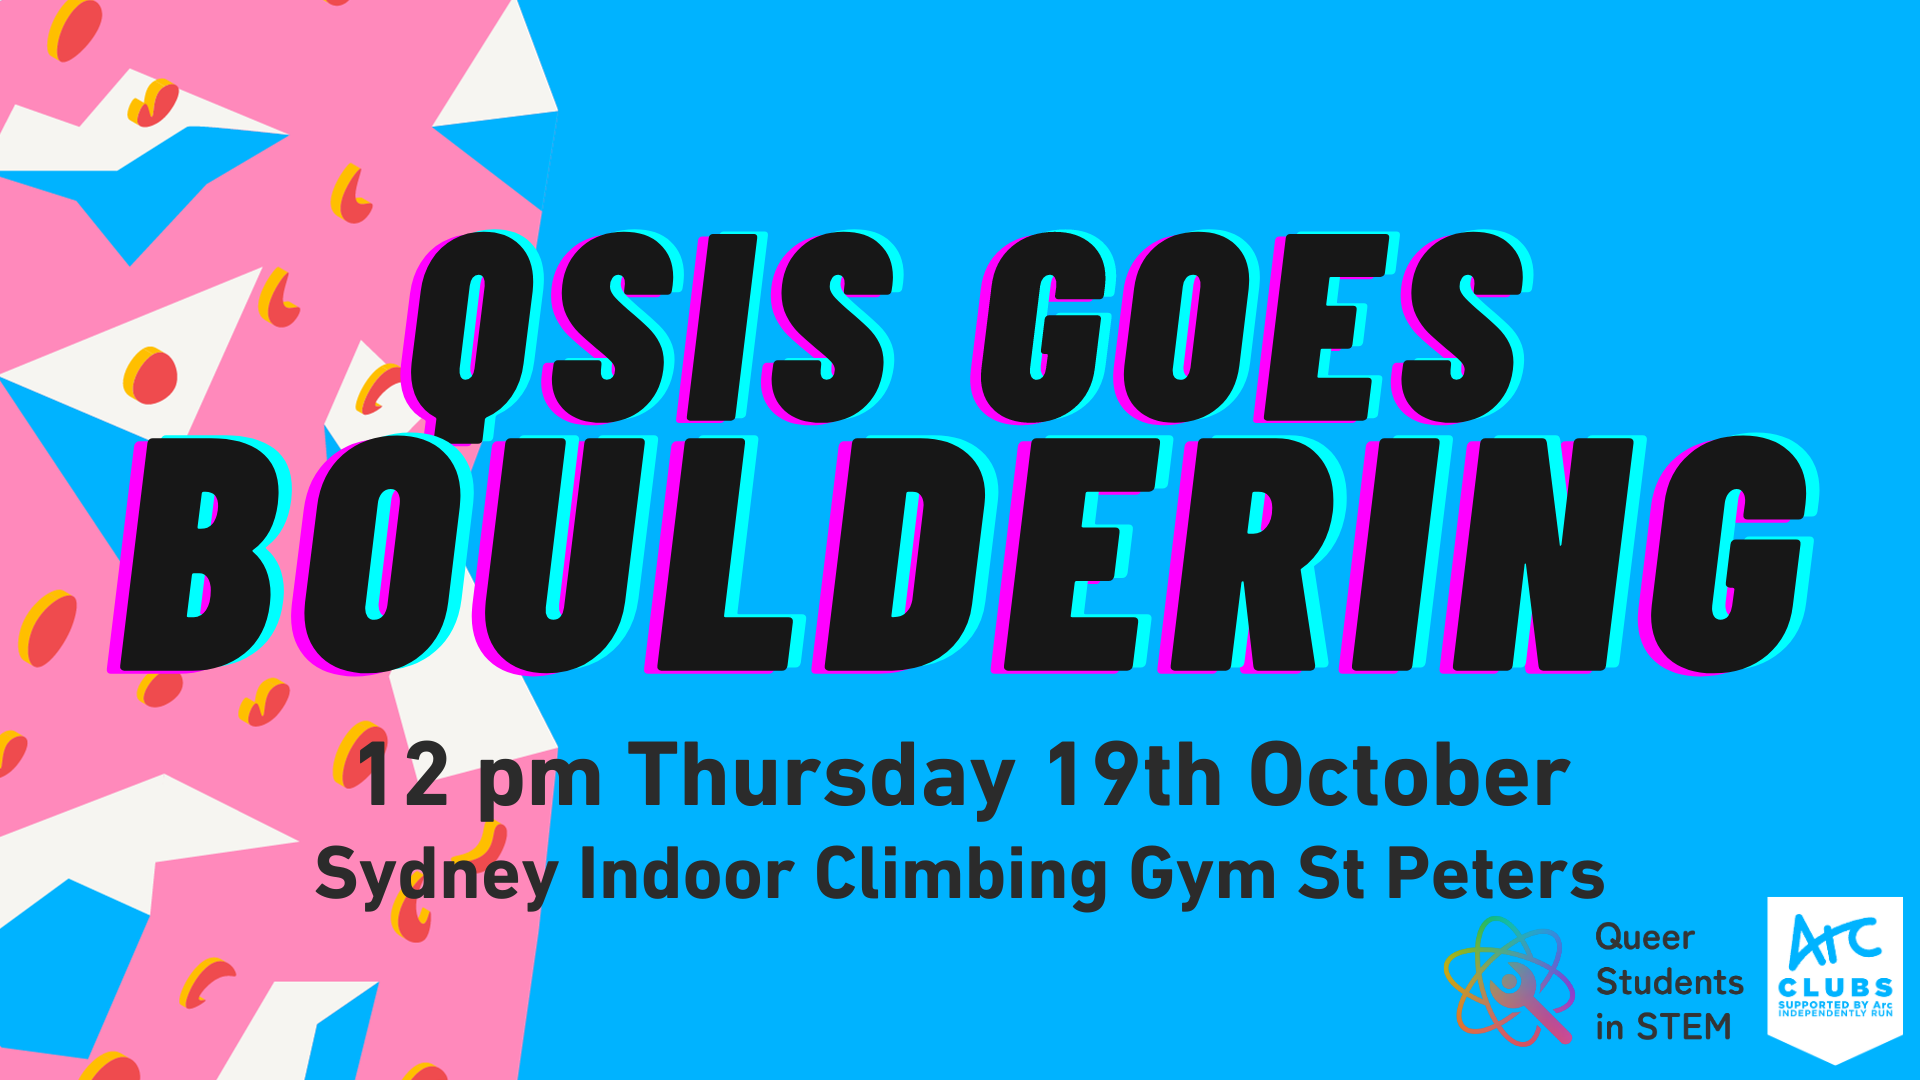 QSIS GOES
BOULDERING
12 pm Thursday 19th October
Sydney Indoor Climbing Gym St Peters
Queer
Students
in STEM
Arc
CLUBS
SUPPORTED BY Arc
INDEPENDENTLY RUN